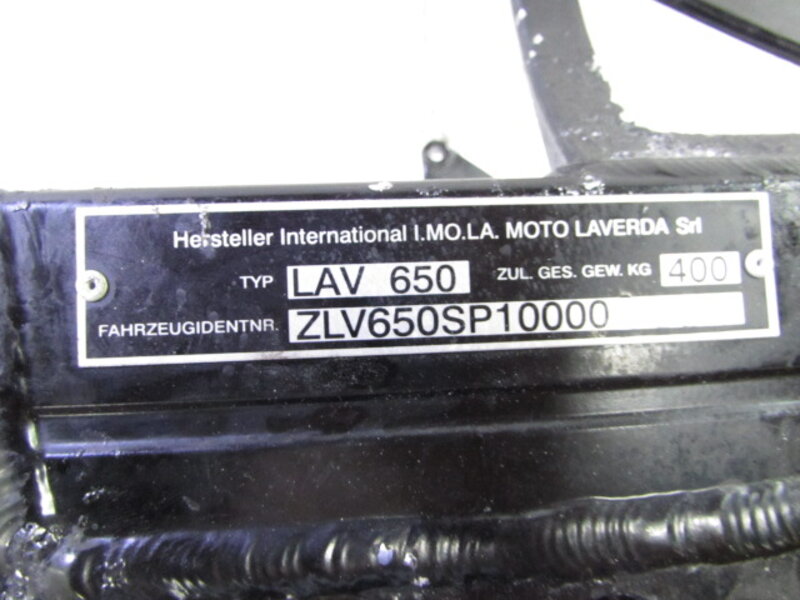 Hersteller International I.MO.LA. MOTO LAVERDA Srl
TYP LAV 650 ZUL. GES. GEW. KG 400
FAHRZEUGIDENTNR. ZLV650SP10000